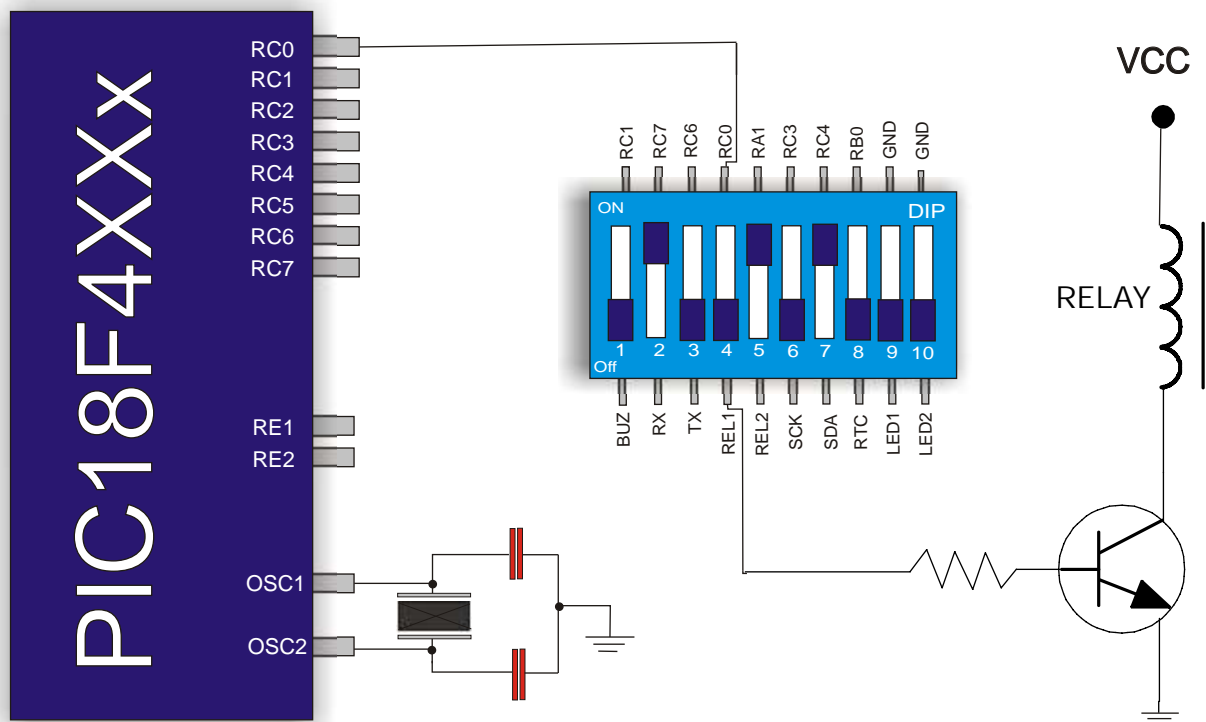 PIC18F4XXx
RC0
RC1
RC2
RC3
RC4
RC5
RC6
RC7
RE1
RE2
OSC1
OSC2
RC1 RC7 RC6 RC0 RA1 RC3 RC4 RB0 GND GND
ON DIP
1 2 3 4 5 6 7 8 9 10
Off
BUZ RX TX REL1 REL2 SCK SDA RTC LED1 LED2
VCC
RELAY